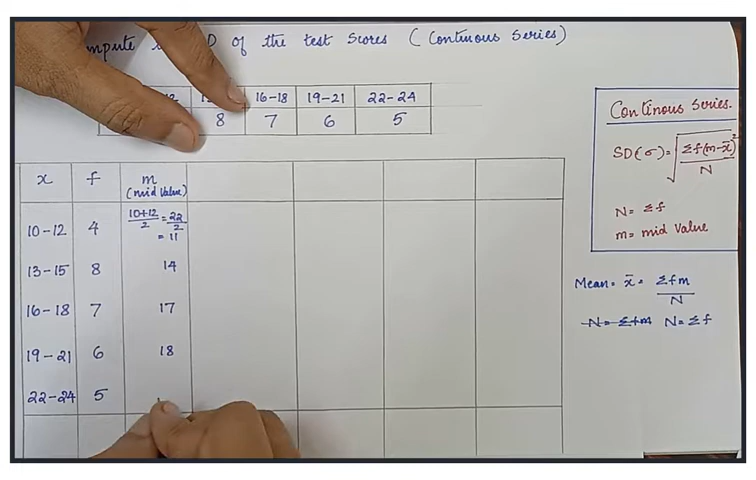 D of the test Scores (Continuous Series)
16-18 19-21 22-24
8 7 6 5
x f m
(mid Value)
10-12 4 10+12/2 = 22/2
= 11
13-15 8 14
16-18 7 17
19-21 6 18
22-24 5
Continous Series.
SD(σ) = √Σf(m-x̄)²/N
N = Σf
m = mid Value
Mean = x̄ = Σfm/N
N = Σfm N = Σf